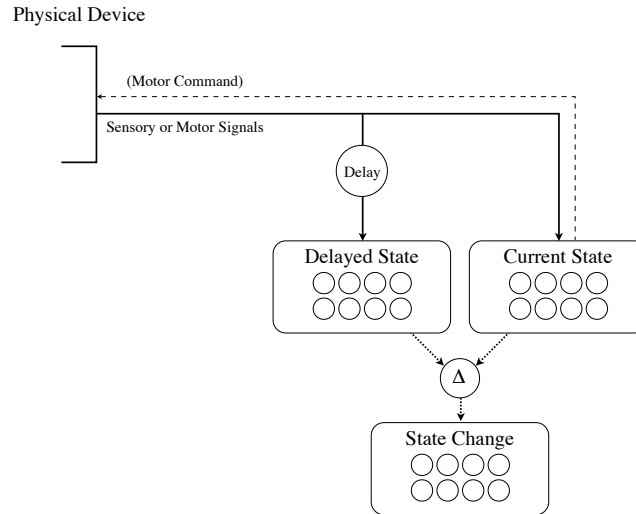 Physical Device
(Motor Command)
Sensory or Motor Signals
Delay
Delayed State
Current State
Δ
State Change